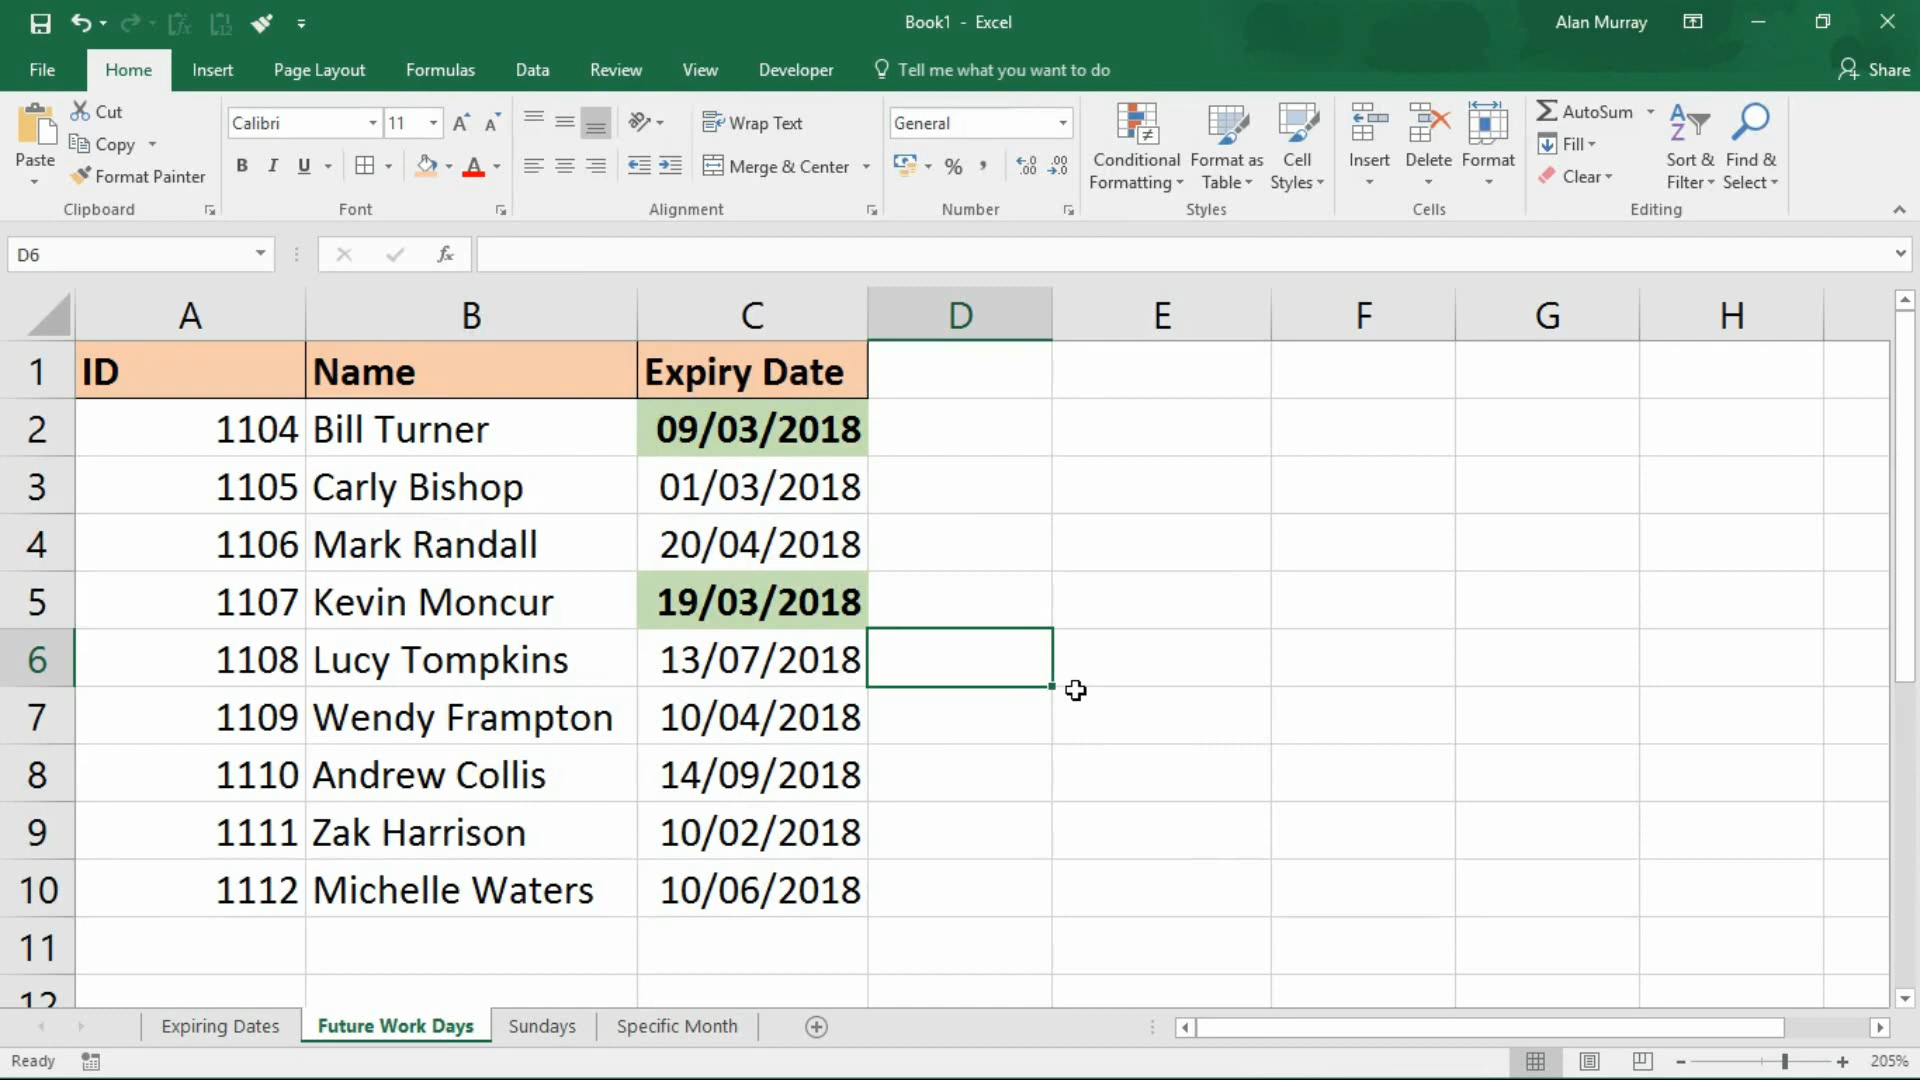 Book1 - Excel
Alan Murray
File Home Insert Page Layout Formulas Data Review View Developer Tell me what you want to do Share
Paste
Cut
Copy
Format Painter
Clipboard
Calibri 11
B I U A
Font
Wrap Text
Merge & Center
Alignment
General
%
Number
Conditional Formatting
Format as Table
Cell Styles
Styles
Insert Delete Format
Cells
AutoSum
Fill
Clear
Sort & Filter
Find & Select
Editing
D6
fx
A B C D E F G H
1 ID Name Expiry Date
2 1104 Bill Turner 09/03/2018
3 1105 Carly Bishop 01/03/2018
4 1106 Mark Randall 20/04/2018
5 1107 Kevin Moncur 19/03/2018
6 1108 Lucy Tompkins 13/07/2018
7 1109 Wendy Frampton 10/04/2018
8 1110 Andrew Collis 14/09/2018
9 1111 Zak Harrison 10/02/2018
10 1112 Michelle Waters 10/06/2018
11
12
Expiring Dates Future Work Days Sundays Specific Month
Ready
205%